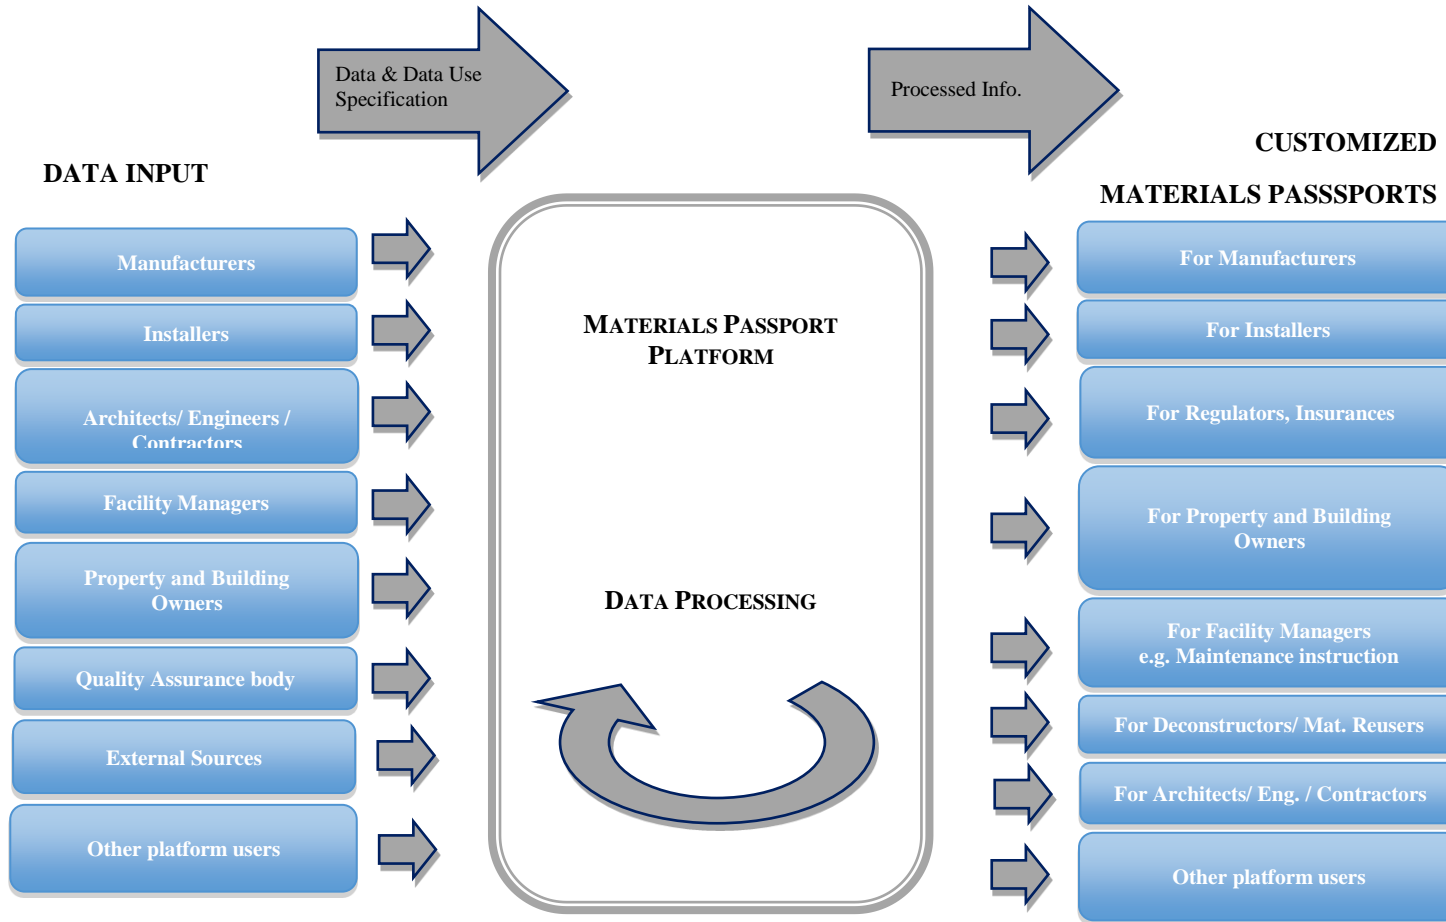 Data & Data Use
Specification
Processed Info.
DATA INPUT
CUSTOMIZED
MATERIALS PASSSPORTS
Manufacturers
Installers
Architects/ Engineers /
Contractors
Facility Managers
Property and Building
Owners
Quality Assurance body
External Sources
Other platform users
MATERIALS PASSPORT
PLATFORM
DATA PROCESSING
For Manufacturers
For Installers
For Regulators, Insurances
For Property and Building
Owners
For Facility Managers
e.g. Maintenance instruction
For Deconstructors/ Mat. Reusers
For Architects/ Eng. / Contractors
Other platform users